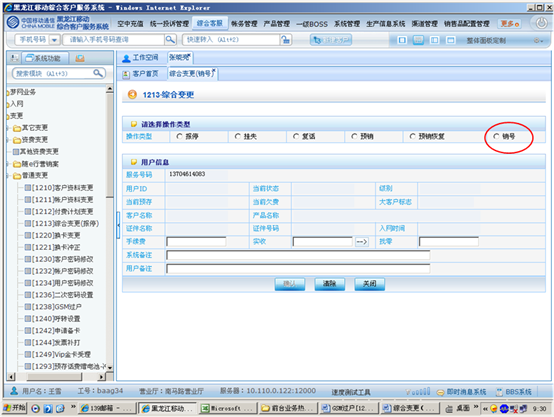 黑龙江移动综合客户服务系统 - Windows Internet Explorer
中国移动通信 CHINA MOBILE 黑龙江移动 综合客户服务系统 空中充值 统一投诉管理 综合客服 帐务管理 产品管理 一级BOSS 系统管理 生产信息系统 渠道管理 销售品配置管理 更多
手机号码 请输入手机号码查询 快速转入 (Alt+2) 整体面板定制
系统功能 工作空间
搜索模块 (Alt+3) 客户首页 综合变更(销号)
梦网业务
入网
变更
其它变更
资费变更
其他资费变更
随e行营销案
普通变更
[1210]客户资料变更
[1211]帐户资料变更
[1212]付费计划变更
[1213]综合变更(报停)
[1220]换卡变更
[1221]换卡冲正
[1230]客户密码修改
[1232]帐户密码修改
[1234]用户密码修改
[1236]二次密码设置
[1238]GSM过户
[1240]呼转设置
[1242]申请备卡
[1244]发票补打
[1249]Vip金卡受理
[1293]预存话费赠电池
1213-综合变更
请选择操作类型
操作类型 报停 挂失 复话 预销 预销恢复 销号
用户信息
服务号码 13704614083
用户ID 当前状态 级别
当前预存 当前欠费 大客户标志
客户名称 产品名称
证件名称 证件号码 入网时间
手续费 实收 --> 找零
系统备注
用户备注
确认 清除 关闭
用户名：王雪 工号：baag34 营业厅：南马路营业厅 服务器：10.110.0.122:12000 速度测试工具 即时消息系统 BBS系统
开始 139邮箱 - 黑龙江移动... Microsoft ... 前台业务热... GSM过户[12... 综合变更(... 桌面 9:30